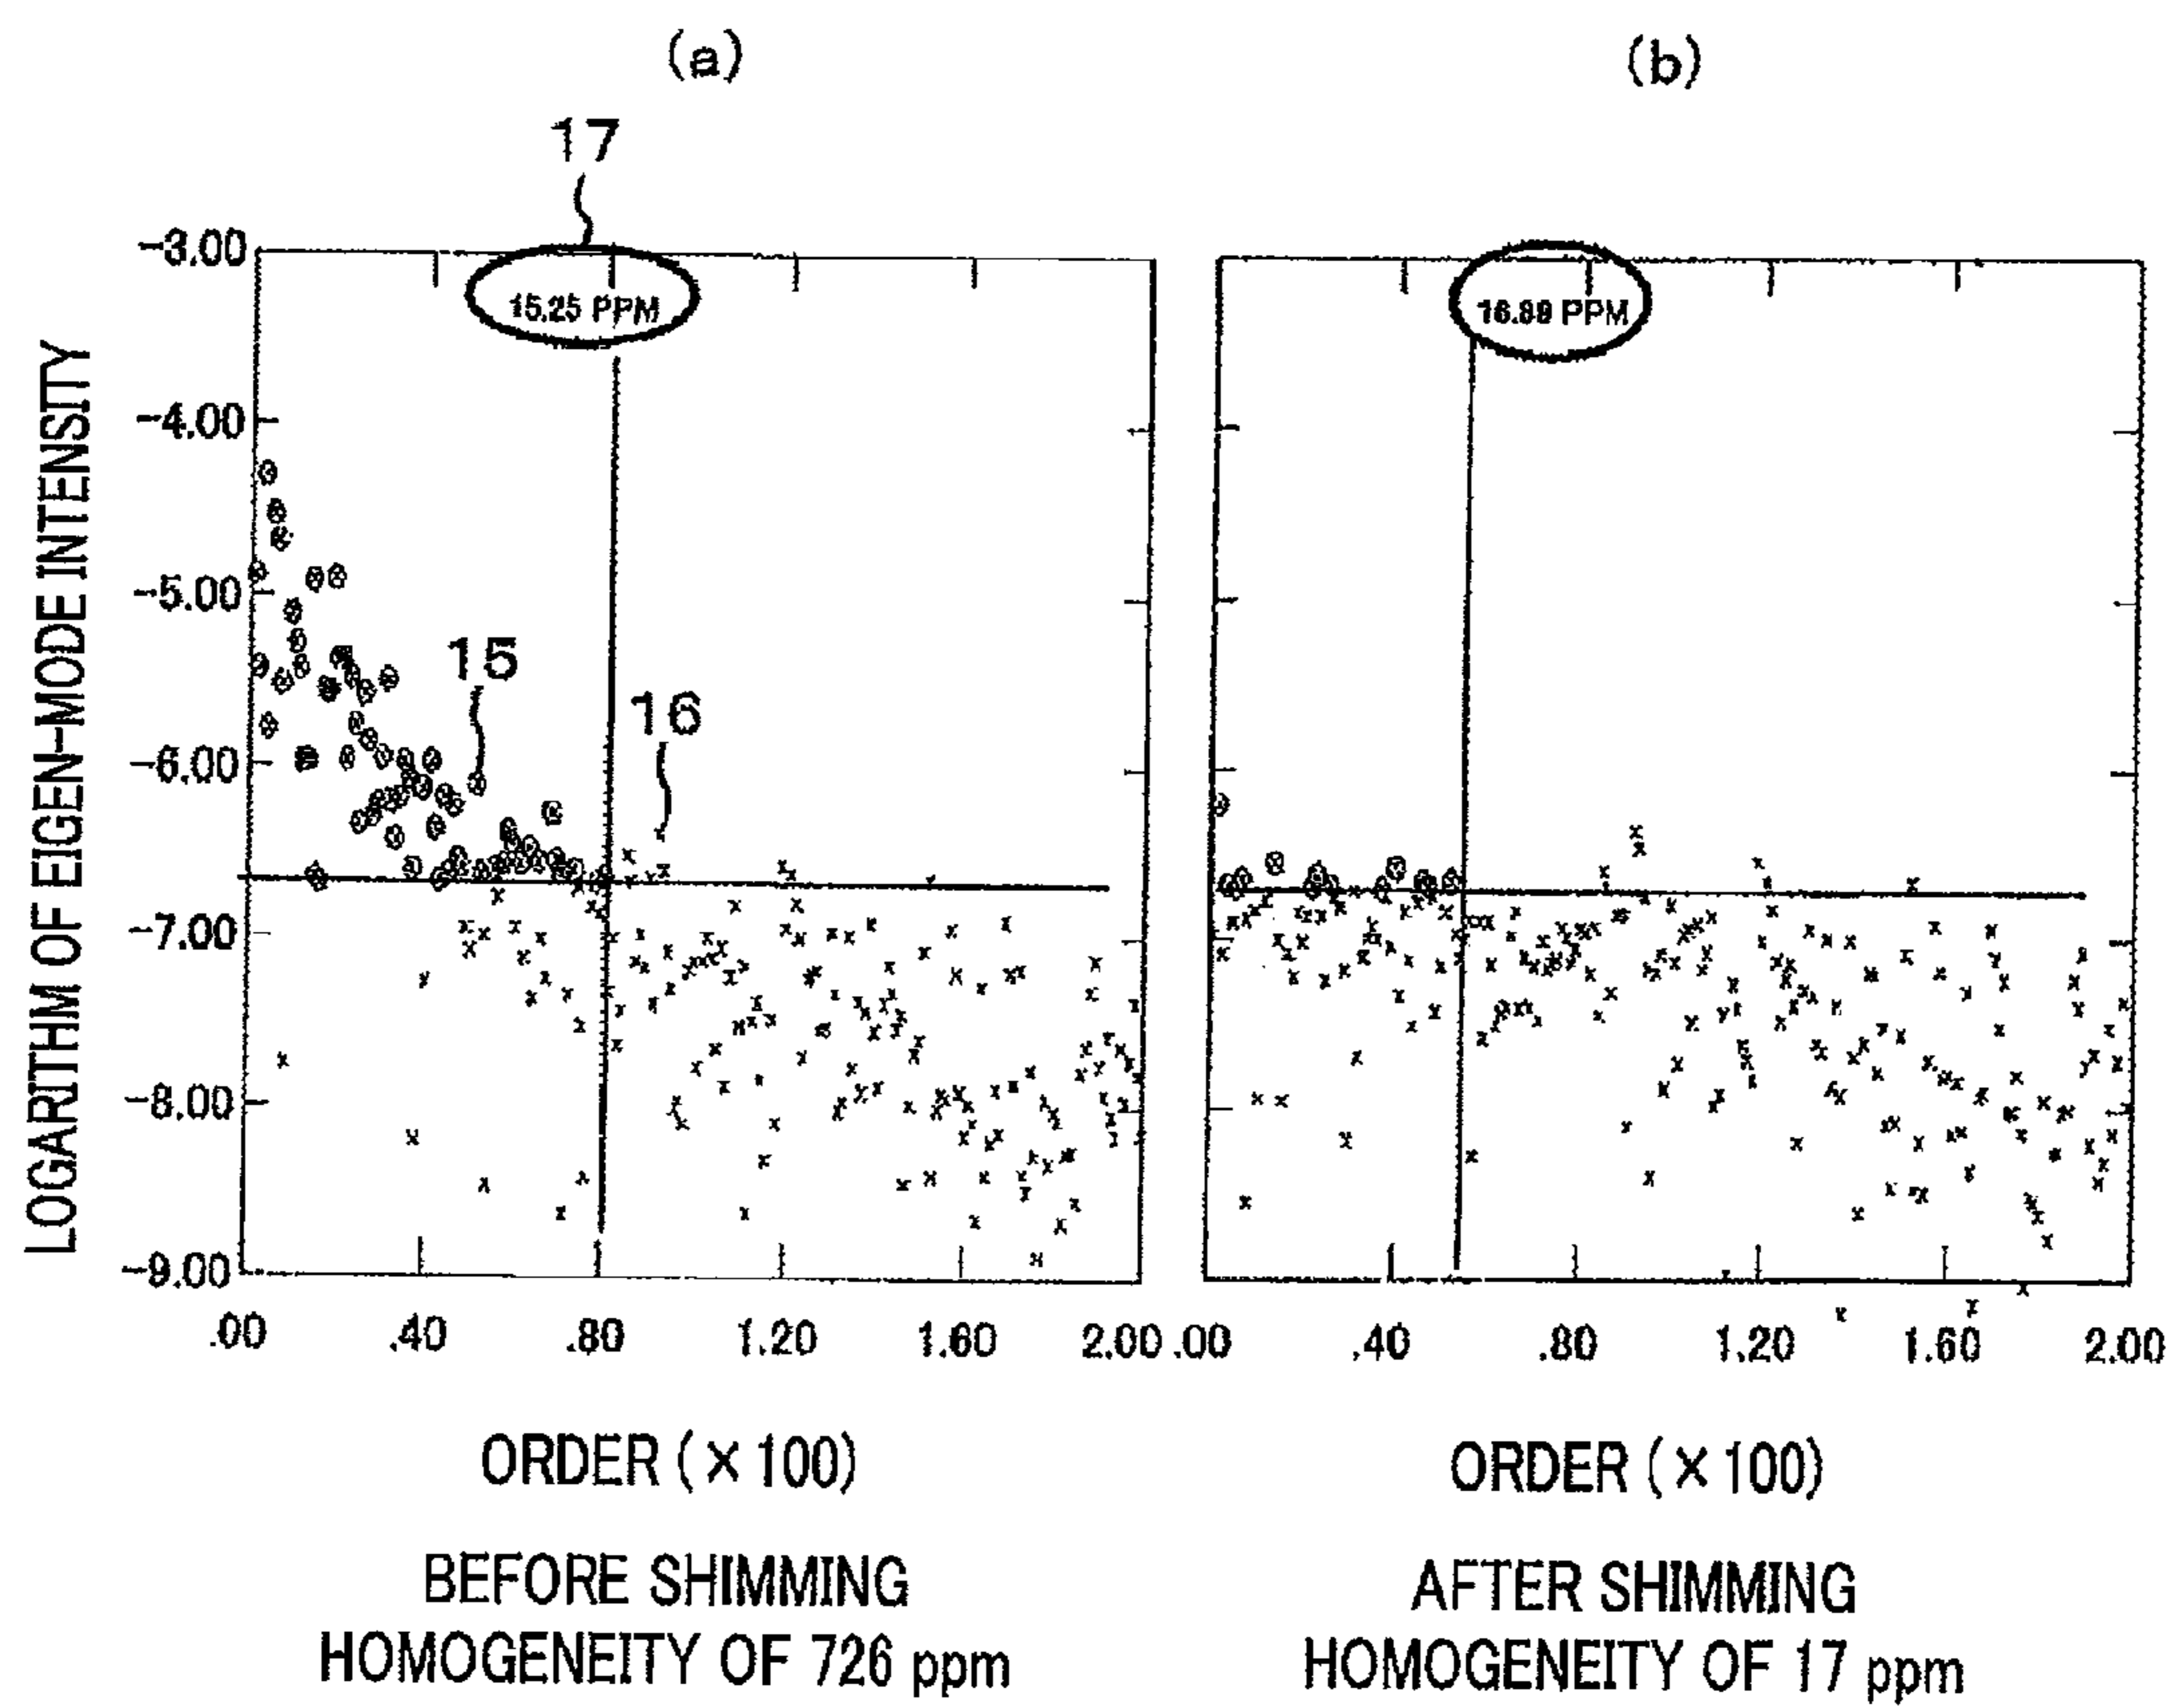 (a)
(b)
17
-3.00
15.25 PPM
16.89 PPM
-4.00
-5.00
15
16
-6.00
-7.00
-8.00
-9.00
LOGARITHM OF EIGEN-MODE INTENSITY
.00 .40 .80 1.20 1.60 2.00
.00 .40 .80 1.20 1.60 2.00
ORDER (×100)
ORDER (×100)
BEFORE SHIMMING
HOMOGENEITY OF 726 ppm
AFTER SHIMMING
HOMOGENEITY OF 17 ppm